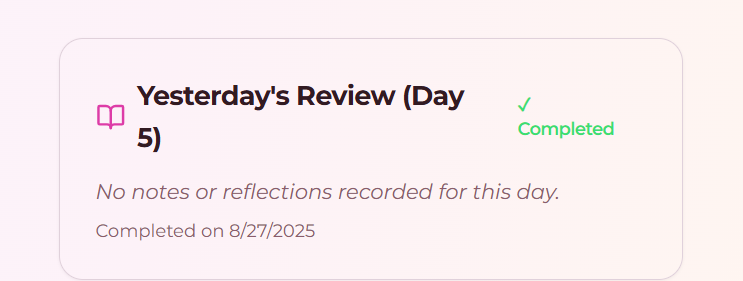 Yesterday's Review (Day
5)
✓
Completed
No notes or reflections recorded for this day.
Completed on 8/27/2025